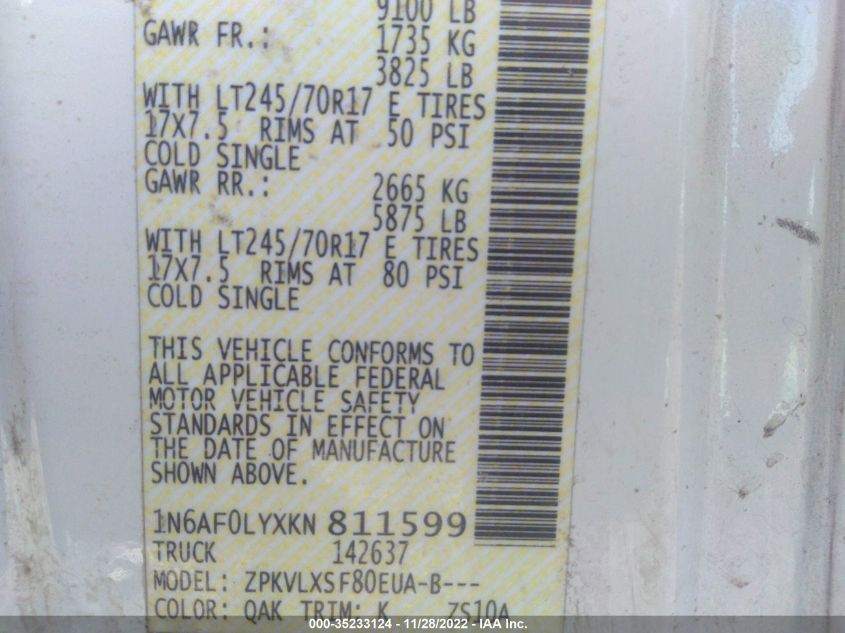 9100 LB
GAWR FR.: 1735 KG
3825 LB
WITH LT245/70R17 E TIRES
17X7.5 RIMS AT 50 PSI
COLD SINGLE
GAWR RR.: 2665 KG
5875 LB
WITH LT245/70R17 E TIRES
17X7.5 RIMS AT 80 PSI
COLD SINGLE
THIS VEHICLE CONFORMS TO
ALL APPLICABLE FEDERAL
MOTOR VEHICLE SAFETY
STANDARDS IN EFFECT ON
THE DATE OF MANUFACTURE
SHOWN ABOVE.
1N6AF0LYXKN 811599
TRUCK 142637
MODEL: ZPKVLXSF80EUA-B---
COLOR: QAK TRIM: K ZS10A
000-35233124 - 11/28/2022 - IAA Inc.